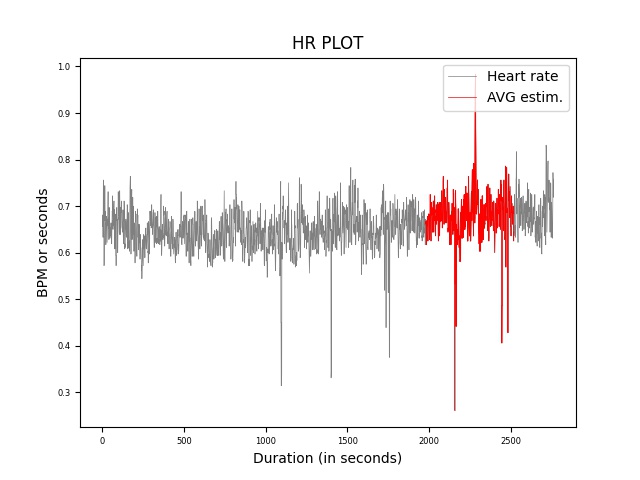 HR PLOT
Heart rate
AVG estim.
1.0
0.9
0.8
0.7
0.6
0.5
0.4
0.3
BPM or seconds
0
500
1000
1500
2000
2500
Duration (in seconds)